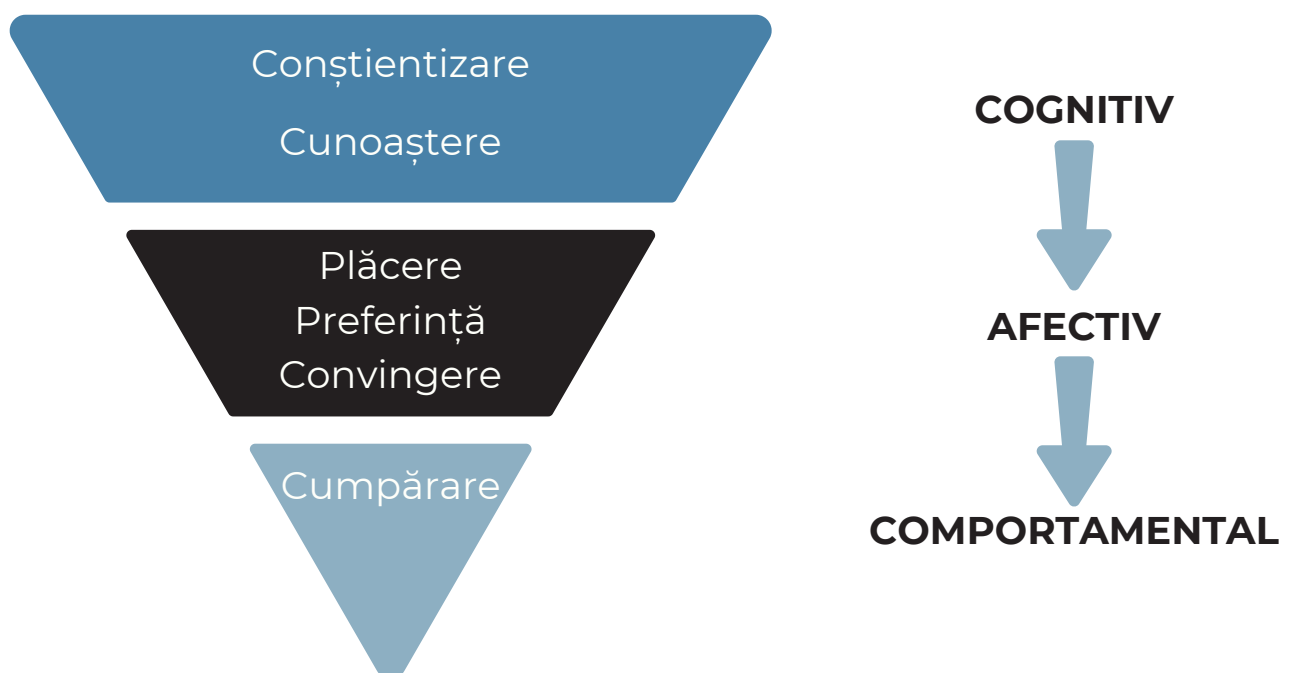 Conștientizare
Cunoaștere
Plăcere
Preferință
Convingere
Cumpărare
COGNITIV
AFECTIV
COMPORTAMENTAL